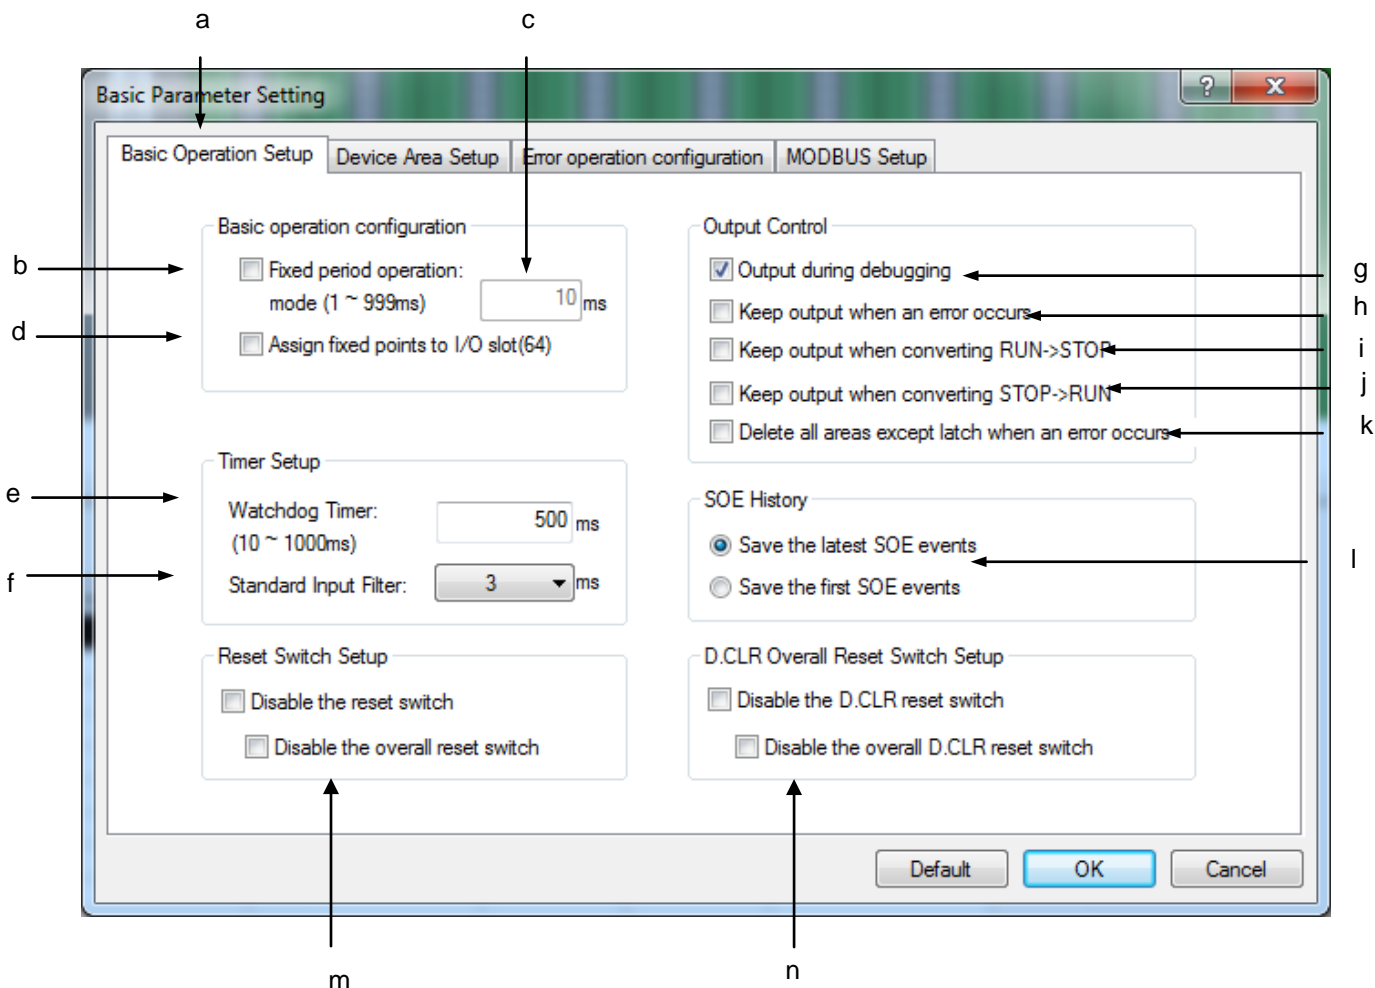 a
c
Basic Parameter Setting
?
X
Basic Operation Setup
Device Area Setup
Error operation configuration
MODBUS Setup
Basic operation configuration
b
Fixed period operation:
mode (1 ~ 999ms)
10 ms
d
Assign fixed points to I/O slot(64)
Output Control
Output during debugging
g
Keep output when an error occurs
h
Keep output when converting RUN->STOP
i
Keep output when converting STOP->RUN
j
Delete all areas except latch when an error occurs
k
Timer Setup
e
Watchdog Timer:
(10 ~ 1000ms)
500 ms
f
Standard Input Filter:
3 ms
SOE History
Save the latest SOE events
l
Save the first SOE events
Reset Switch Setup
Disable the reset switch
Disable the overall reset switch
D.CLR Overall Reset Switch Setup
Disable the D.CLR reset switch
Disable the overall D.CLR reset switch
Default
OK
Cancel
m
n